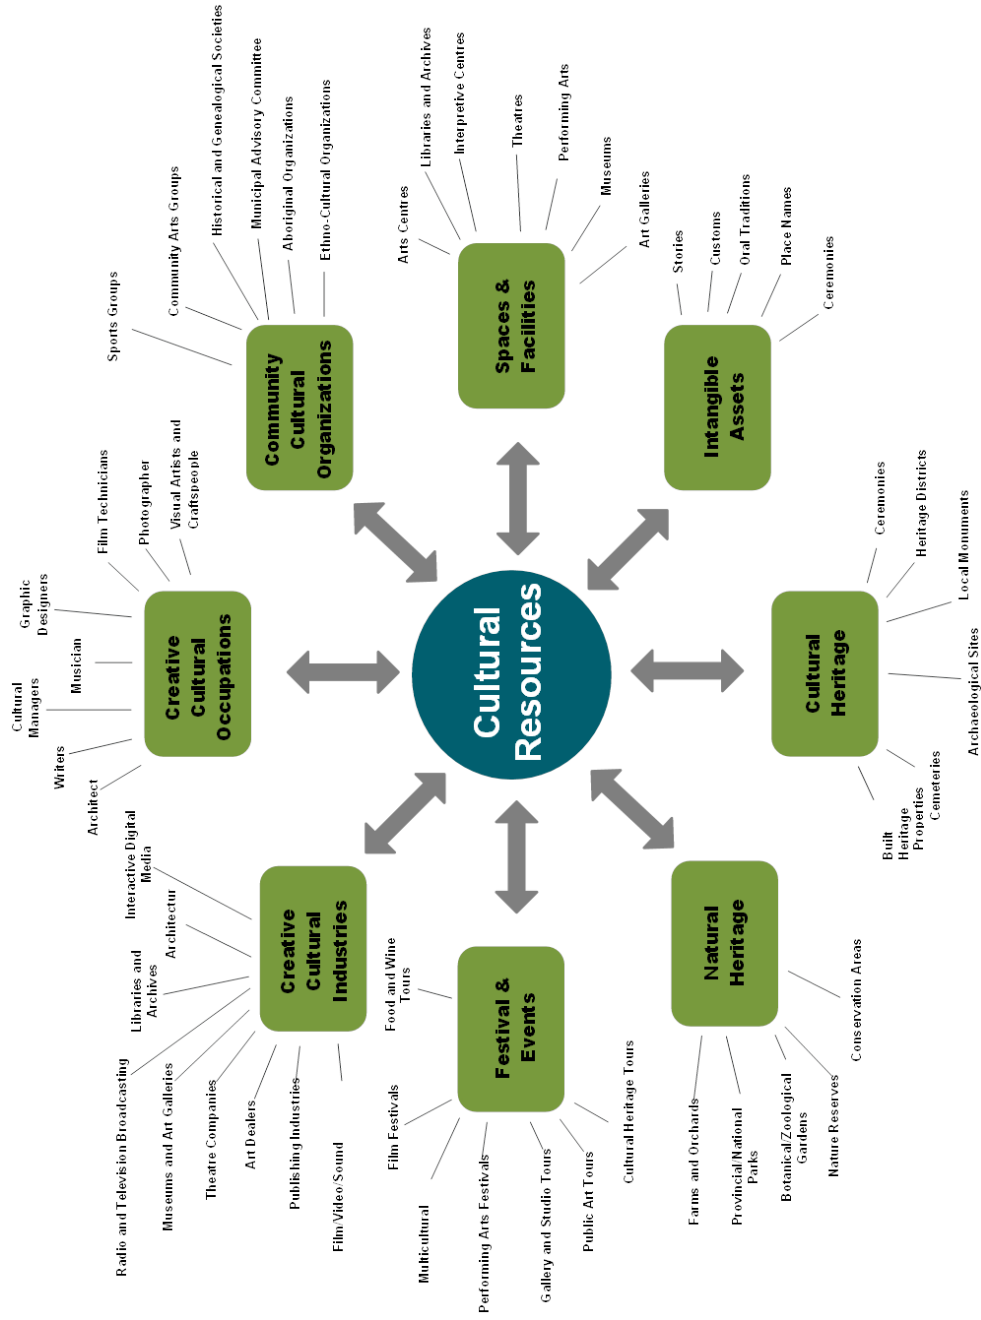 Cultural
Resources
Creative
Cultural
Occupations
Architect
Writers
Cultural
Managers
Musician
Graphic
Designers
Film Technicians
Photographer
Visual Artists and
Craftspeople
Community
Cultural
Organizations
Sports Groups
Community Arts Groups
Historical and Genealogical Societies
Municipal Advisory Committee
Aboriginal Organizations
Ethno-Cultural Organizations
Spaces &
Facilities
Arts Centres
Libraries and Archives
Interpretive Centres
Theatres
Performing Arts
Museums
Art Galleries
Intangible
Assets
Stories
Customs
Oral Traditions
Place Names
Ceremonies
Cultural
Heritage
Ceremonies
Heritage Districts
Local Monuments
Archaeological Sites
Cemeteries
Built
Heritage
Properties
Natural
Heritage
Conservation Areas
Nature Reserves
Botanical/Zoological
Gardens
Provincial/National
Parks
Farms and Orchards
Festival &
Events
Cultural Heritage Tours
Public Art Tours
Gallery and Studio Tours
Performing Arts Festivals
Multicultural
Film Festivals
Food and Wine
Tours
Creative
Cultural
Industries
Film/Video/Sound
Publishing Industries
Art Dealers
Theatre Companies
Museums and Art Galleries
Radio and Television Broadcasting
Libraries and
Archives
Architectur
Interactive Digital
Media